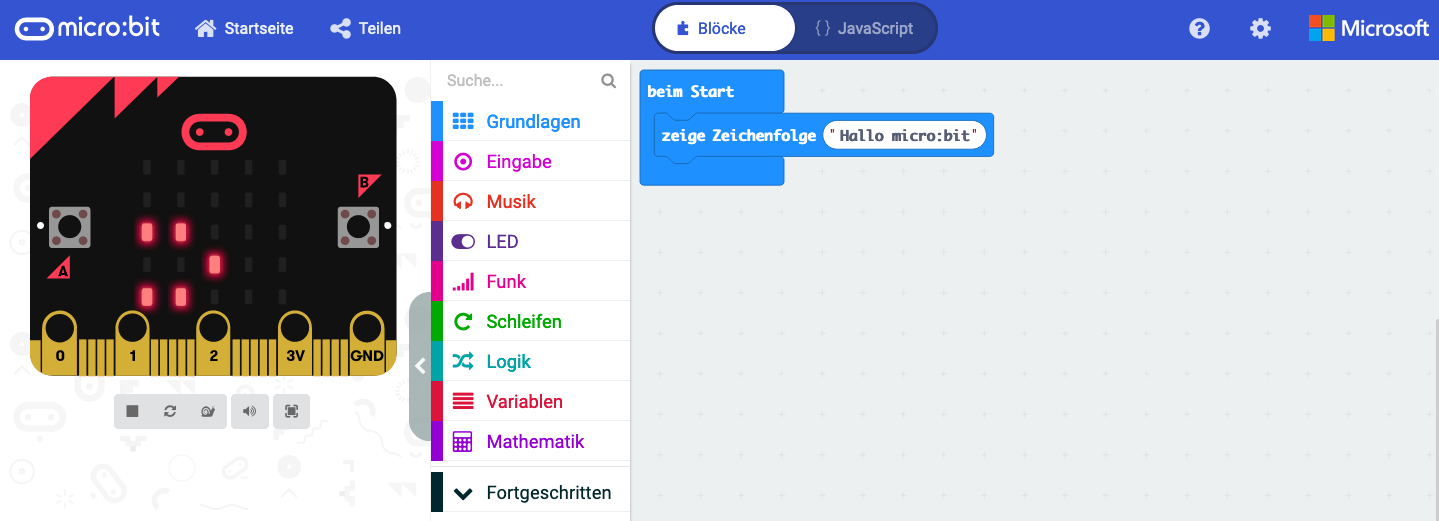 micro:bit
Startseite
Teilen
Blöcke
{} JavaScript
?
Microsoft
B
A
0 1 2 3V GND
Suche...
Grundlagen
Eingabe
Musik
LED
Funk
Schleifen
Logik
Variablen
Mathematik
Fortgeschritten
beim Start
zeige Zeichenfolge "Hallo micro:bit"